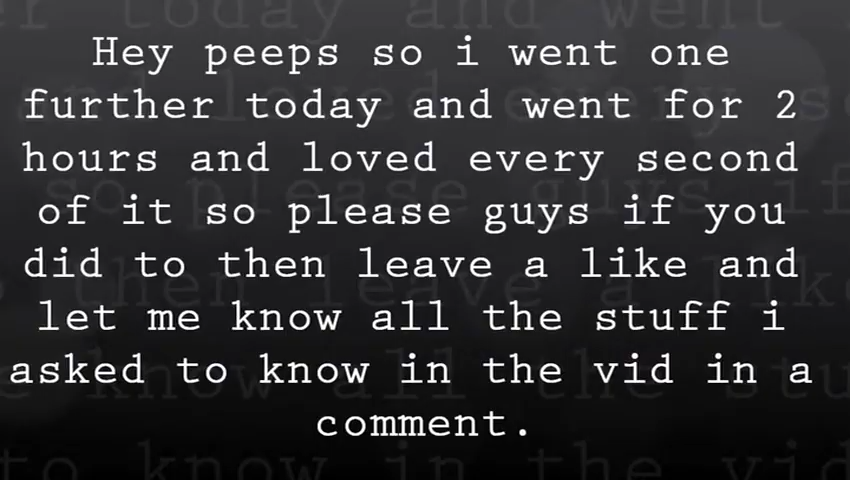 Hey peeps so i went one
further today and went for 2
hours and loved every second
of it so please guys if you
did to then leave a like and
let me know all the stuff i
asked to know in the vid in a
comment.